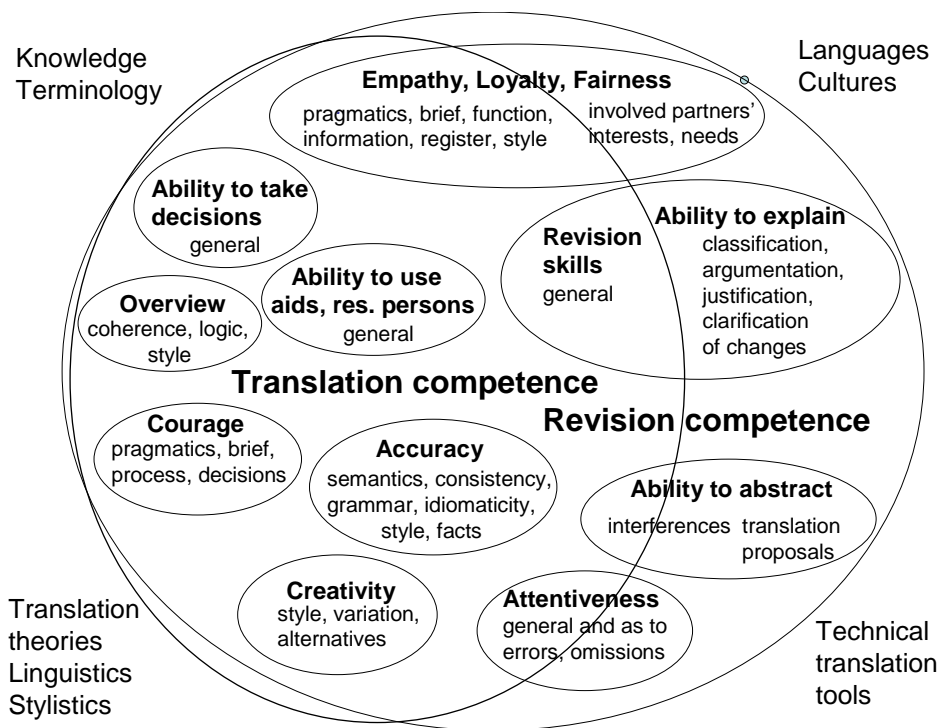 Knowledge
Terminology
Languages
Cultures
Empathy, Loyalty, Fairness
pragmatics, brief, function,
information, register, style
involved partners’
interests, needs
Ability to take
decisions
general
Revision
skills
general
Ability to explain
classification,
argumentation,
justification,
clarification
of changes
Ability to use
aids, res. persons
general
Overview
coherence, logic,
style
Translation competence
Revision competence
Courage
pragmatics, brief,
process, decisions
Accuracy
semantics, consistency,
grammar, idiomaticity,
style, facts
Ability to abstract
interferences
translation
proposals
Creativity
style, variation,
alternatives
Attentiveness
general and as to
errors, omissions
Translation
theories
Linguistics
Stylistics
Technical
translation
tools